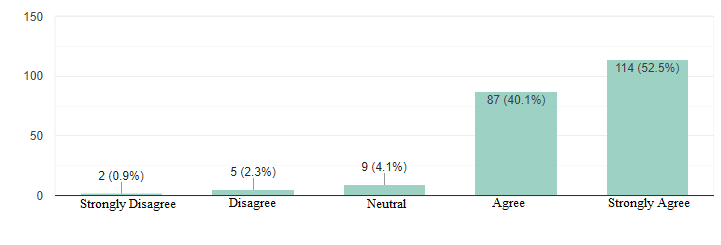 150
100
50
0
2 (0.9%)
5 (2.3%)
9 (4.1%)
87 (40.1%)
114 (52.5%)
Strongly Disagree
Disagree
Neutral
Agree
Strongly Agree